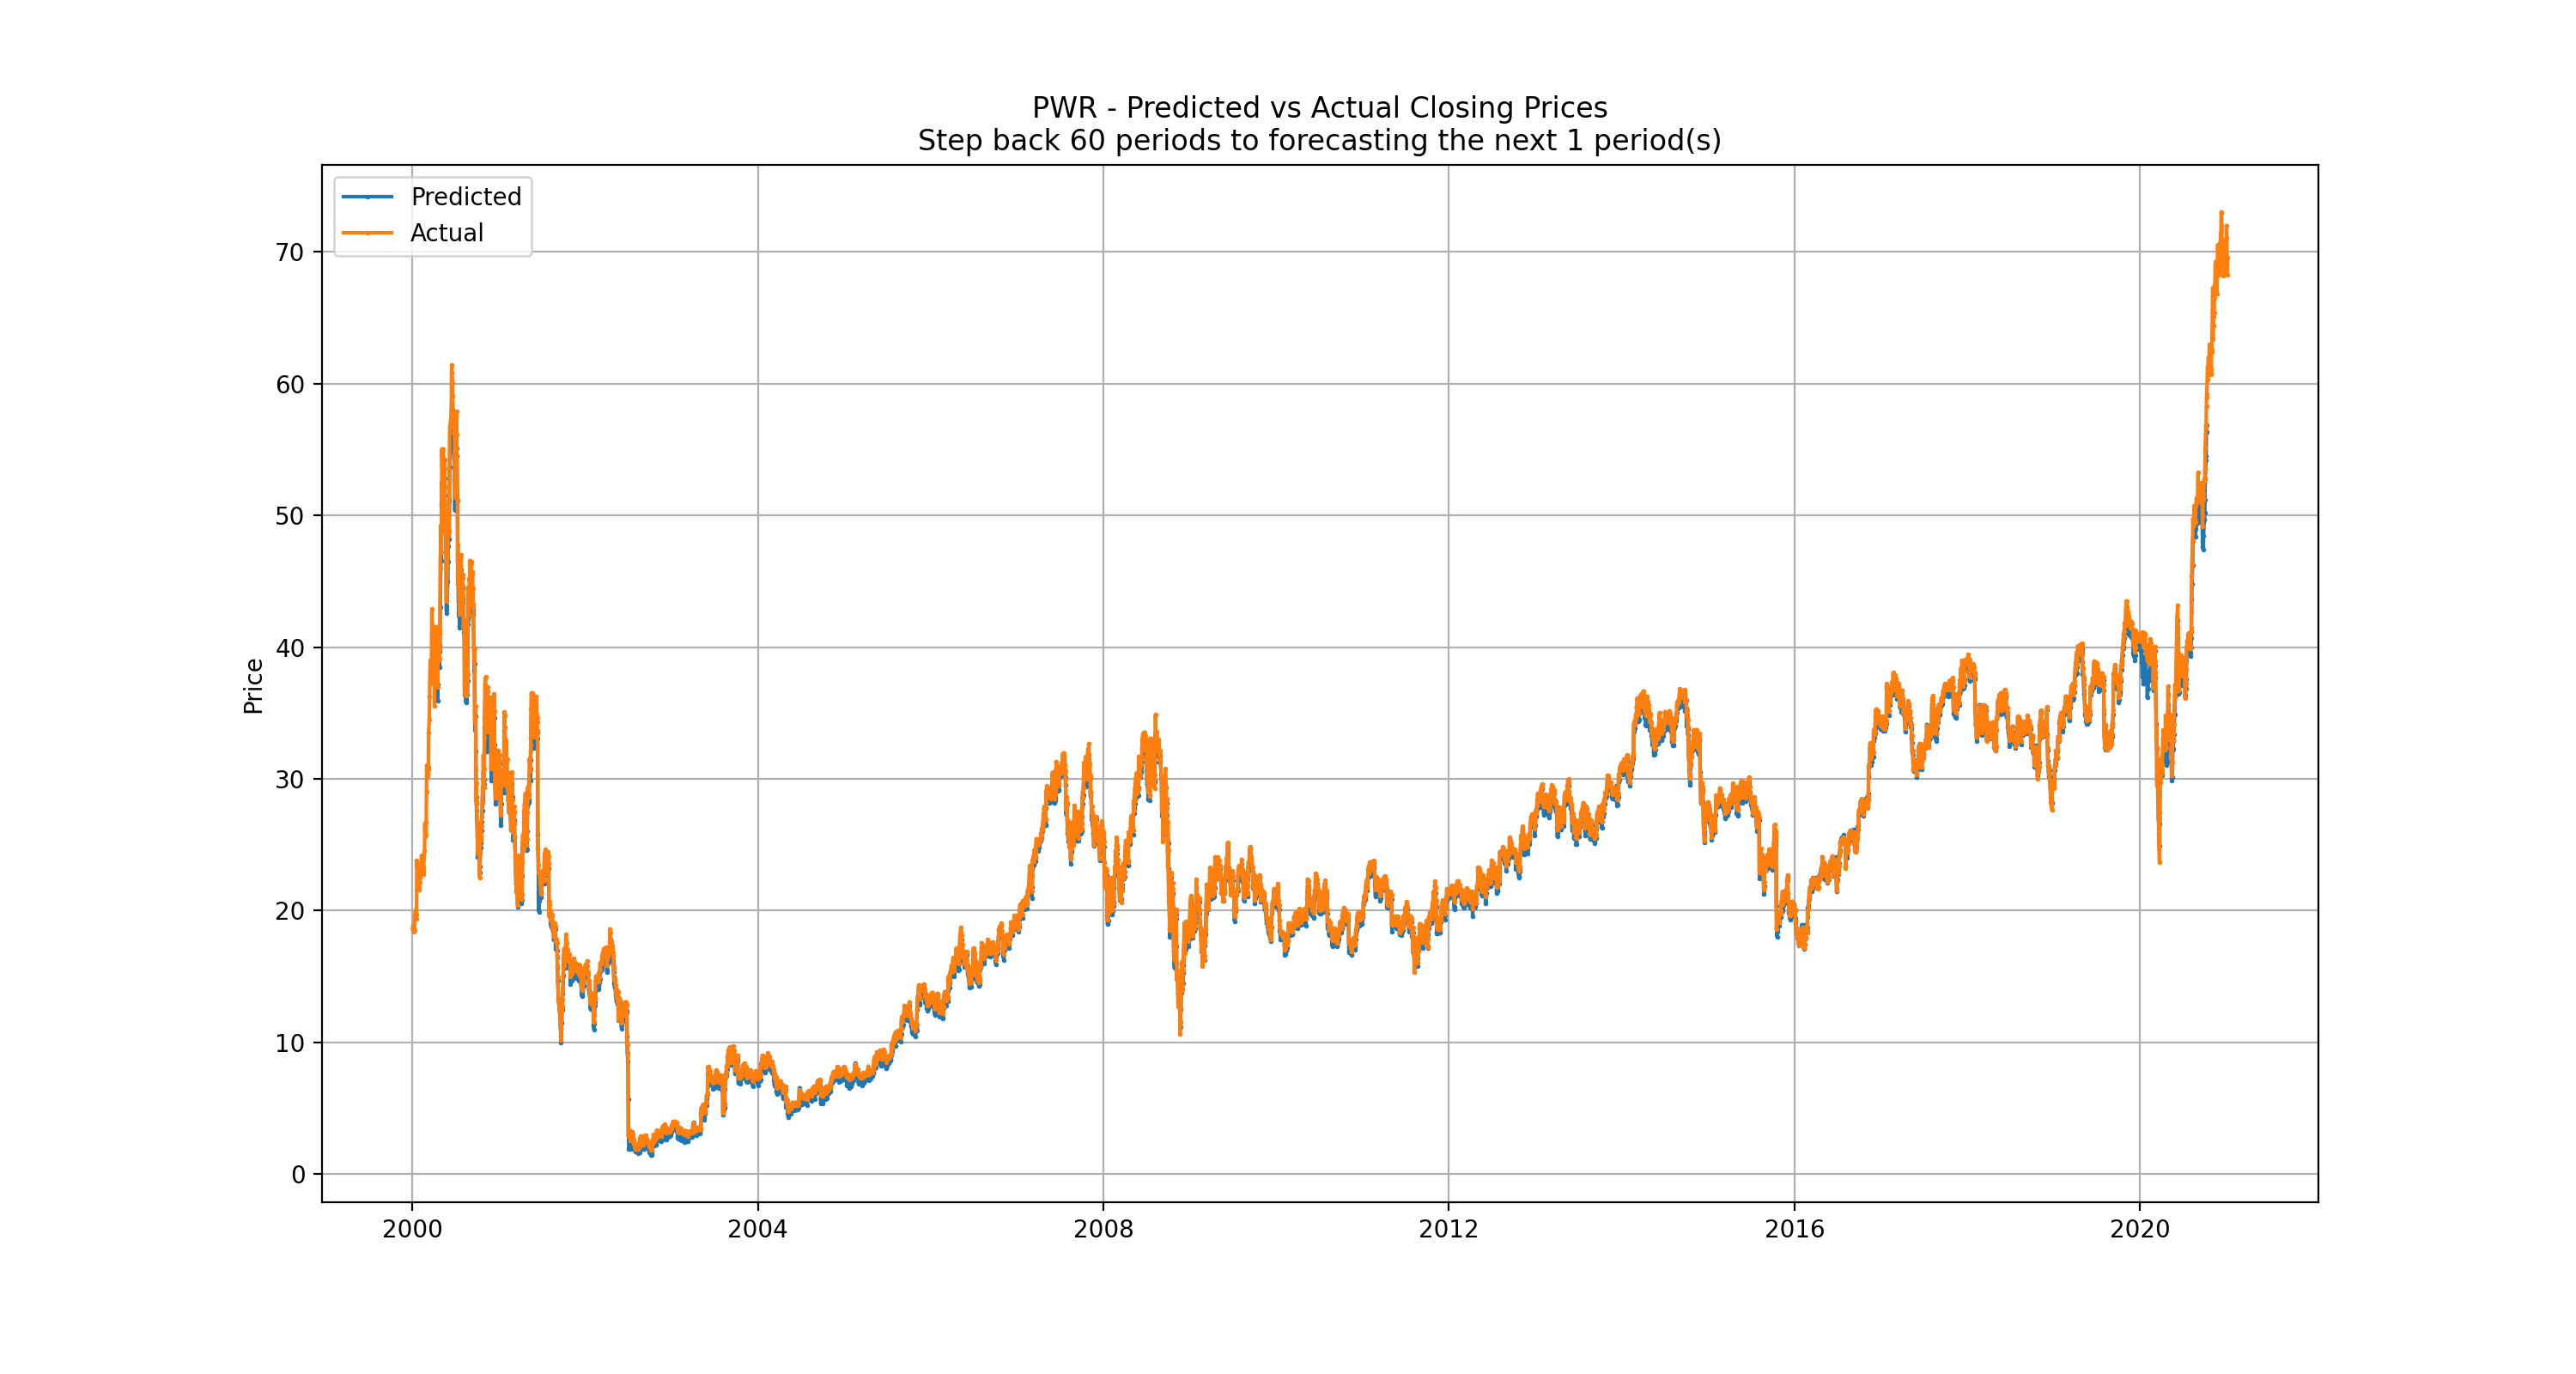 PWR - Predicted vs Actual Closing Prices
Step back 60 periods to forecasting the next 1 period(s)
Predicted
Actual
Price
70
60
50
40
30
20
10
0
2000
2004
2008
2012
2016
2020